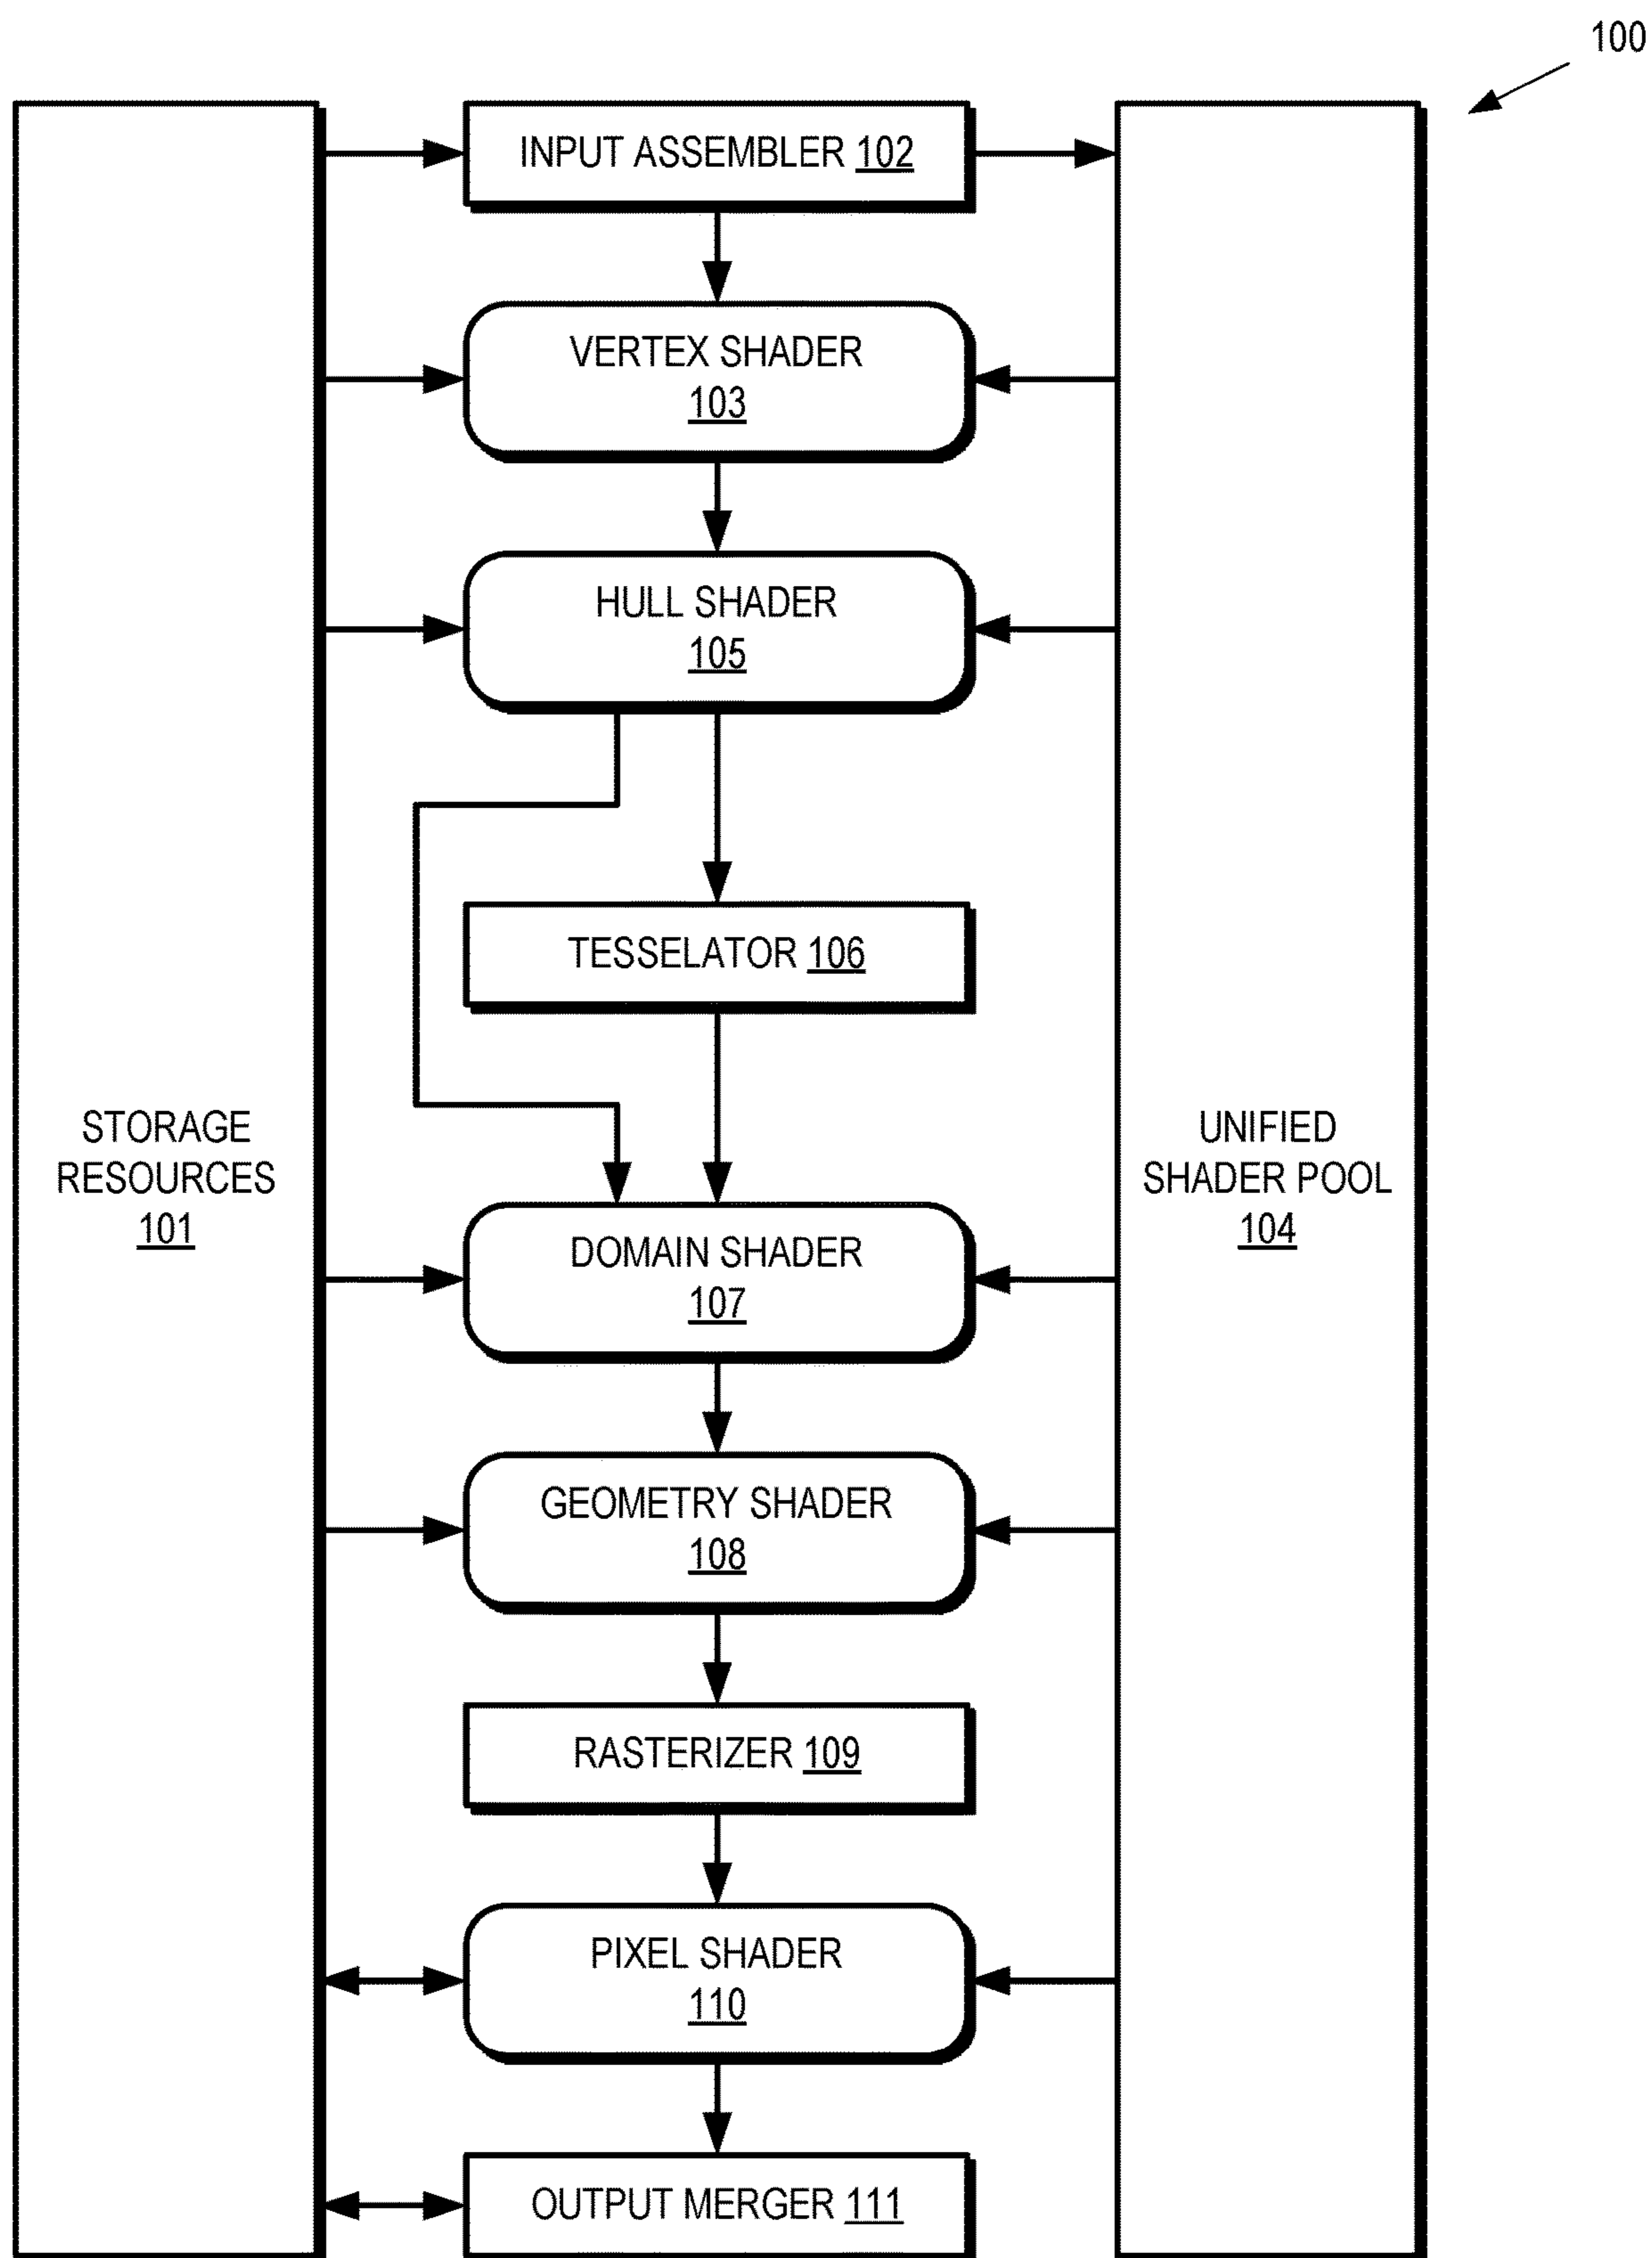 100
INPUT ASSEMBLER 102
VERTEX SHADER
103
HULL SHADER
105
TESSELATOR 106
STORAGE
RESOURCES
101
UNIFIED
SHADER POOL
104
DOMAIN SHADER
107
GEOMETRY SHADER
108
RASTERIZER 109
PIXEL SHADER
110
OUTPUT MERGER 111